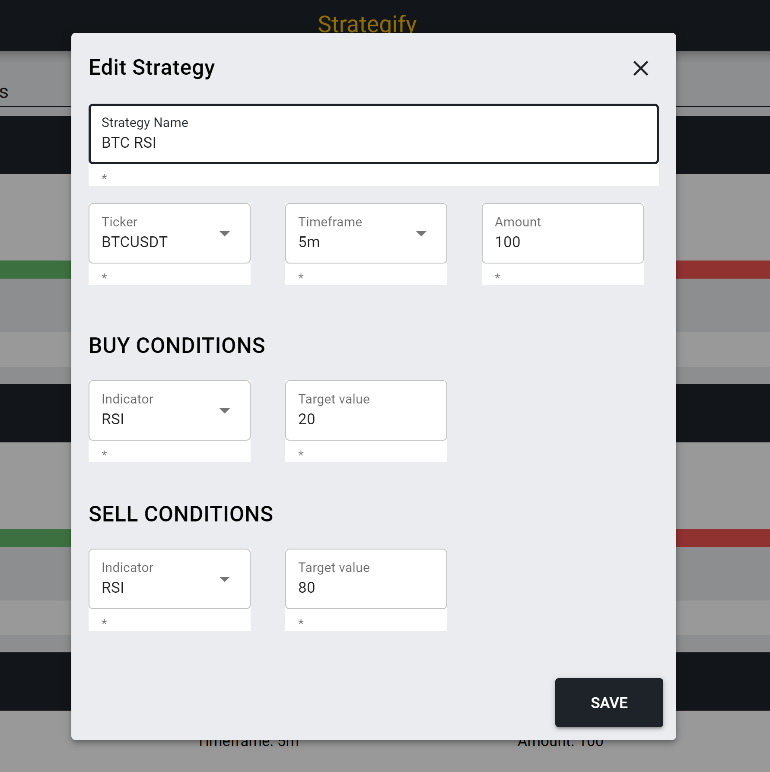 Strategify
Edit Strategy
s
Strategy Name
BTC RSI
*
Ticker
BTCUSDT
*
Timeframe
5m
*
Amount
100
*
BUY CONDITIONS
Indicator
RSI
*
Target value
20
*
SELL CONDITIONS
Indicator
RSI
*
Target value
80
*
SAVE
Timeframe: 5m
Amount: 100